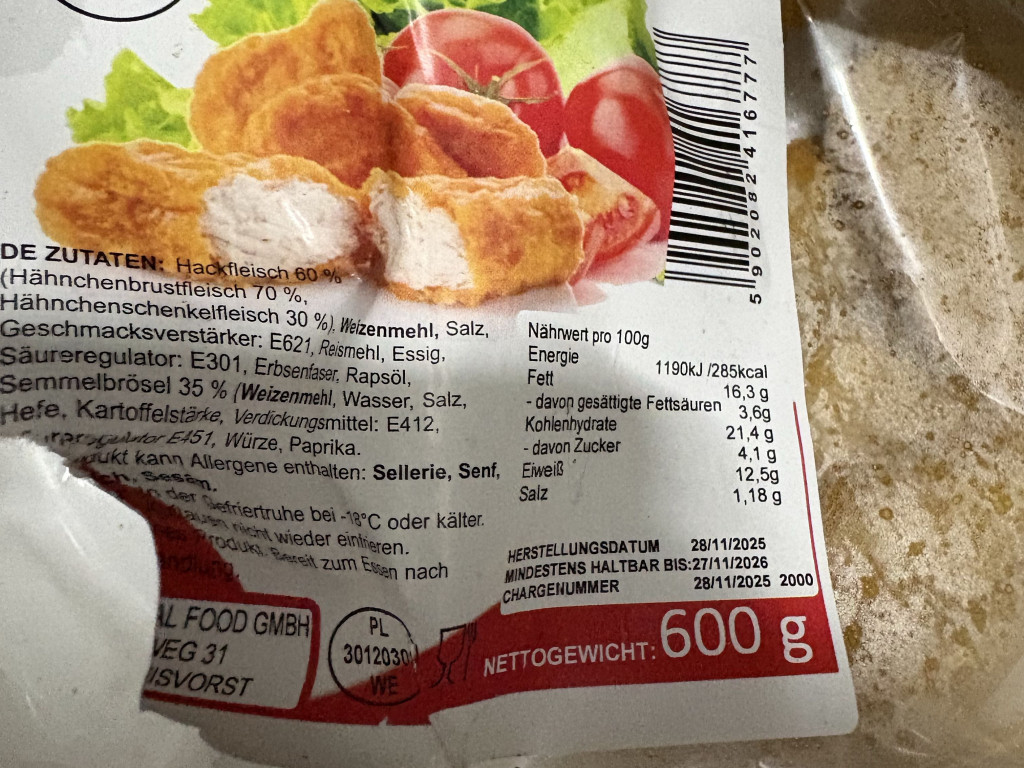 5 902082 416777
DE ZUTATEN: Hackfleisch 60 %
(Hähnchenbrustfleisch 70 %,
Hähnchenschenkelfleisch 30 %), Weizenmehl, Salz,
Geschmacksverstärker: E621, Reismehl, Essig,
Säureregulator: E301, Erbsenfaser, Rapsöl,
Semmelbrösel 35 % (Weizenmehl, Wasser, Salz,
Hefe, Kartoffelstärke, Verdickungsmittel: E412,
E451, Würze, Paprika.
kann Allergene enthalten: Sellerie, Senf,
Sesam.
der Gefriertruhe bei -18°C oder kälter.
nicht wieder einfrieren.
Produkt. Bereit zum Essen nach
Nährwert pro 100g
Energie 1190kJ /285kcal
Fett 16,3 g
- davon gesättigte Fettsäuren 3,6g
Kohlenhydrate 21,4 g
- davon Zucker 4,1 g
Eiweiß 12,5g
Salz 1,18 g
HERSTELLUNGSDATUM 28/11/2025
MINDESTENS HALTBAR BIS:27/11/2026
CHARGENUMMER 28/11/2025 2000
AL FOOD GMBH
WEG 31
ISVORST
PL
3012030
WE
NETTOGEWICHT: 600 g